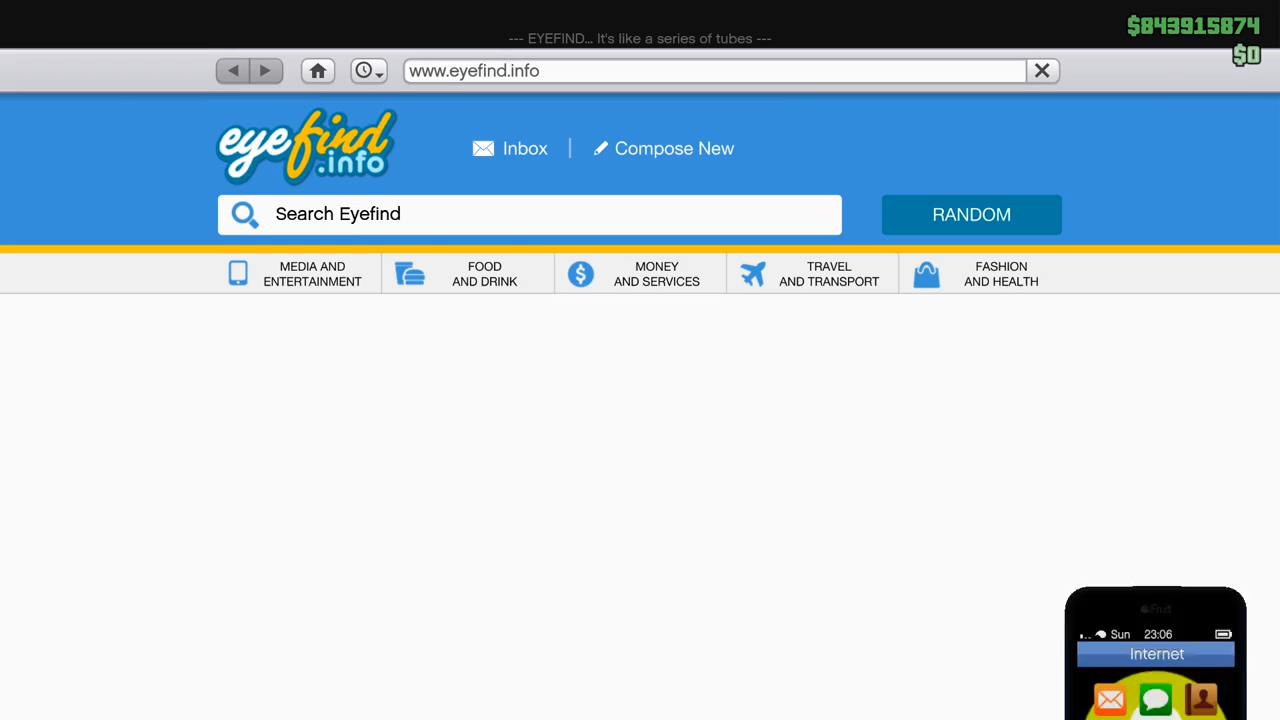 $843915874
--- EYEFIND... It's like a series of tubes ---
$0
www.eyefind.info
eyefind
.info
Inbox
Compose New
Search Eyefind
RANDOM
MEDIA AND
ENTERTAINMENT
FOOD
AND DRINK
MONEY
AND SERVICES
TRAVEL
AND TRANSPORT
FASHION
AND HEALTH
iFruit
Sun 23:06
Internet